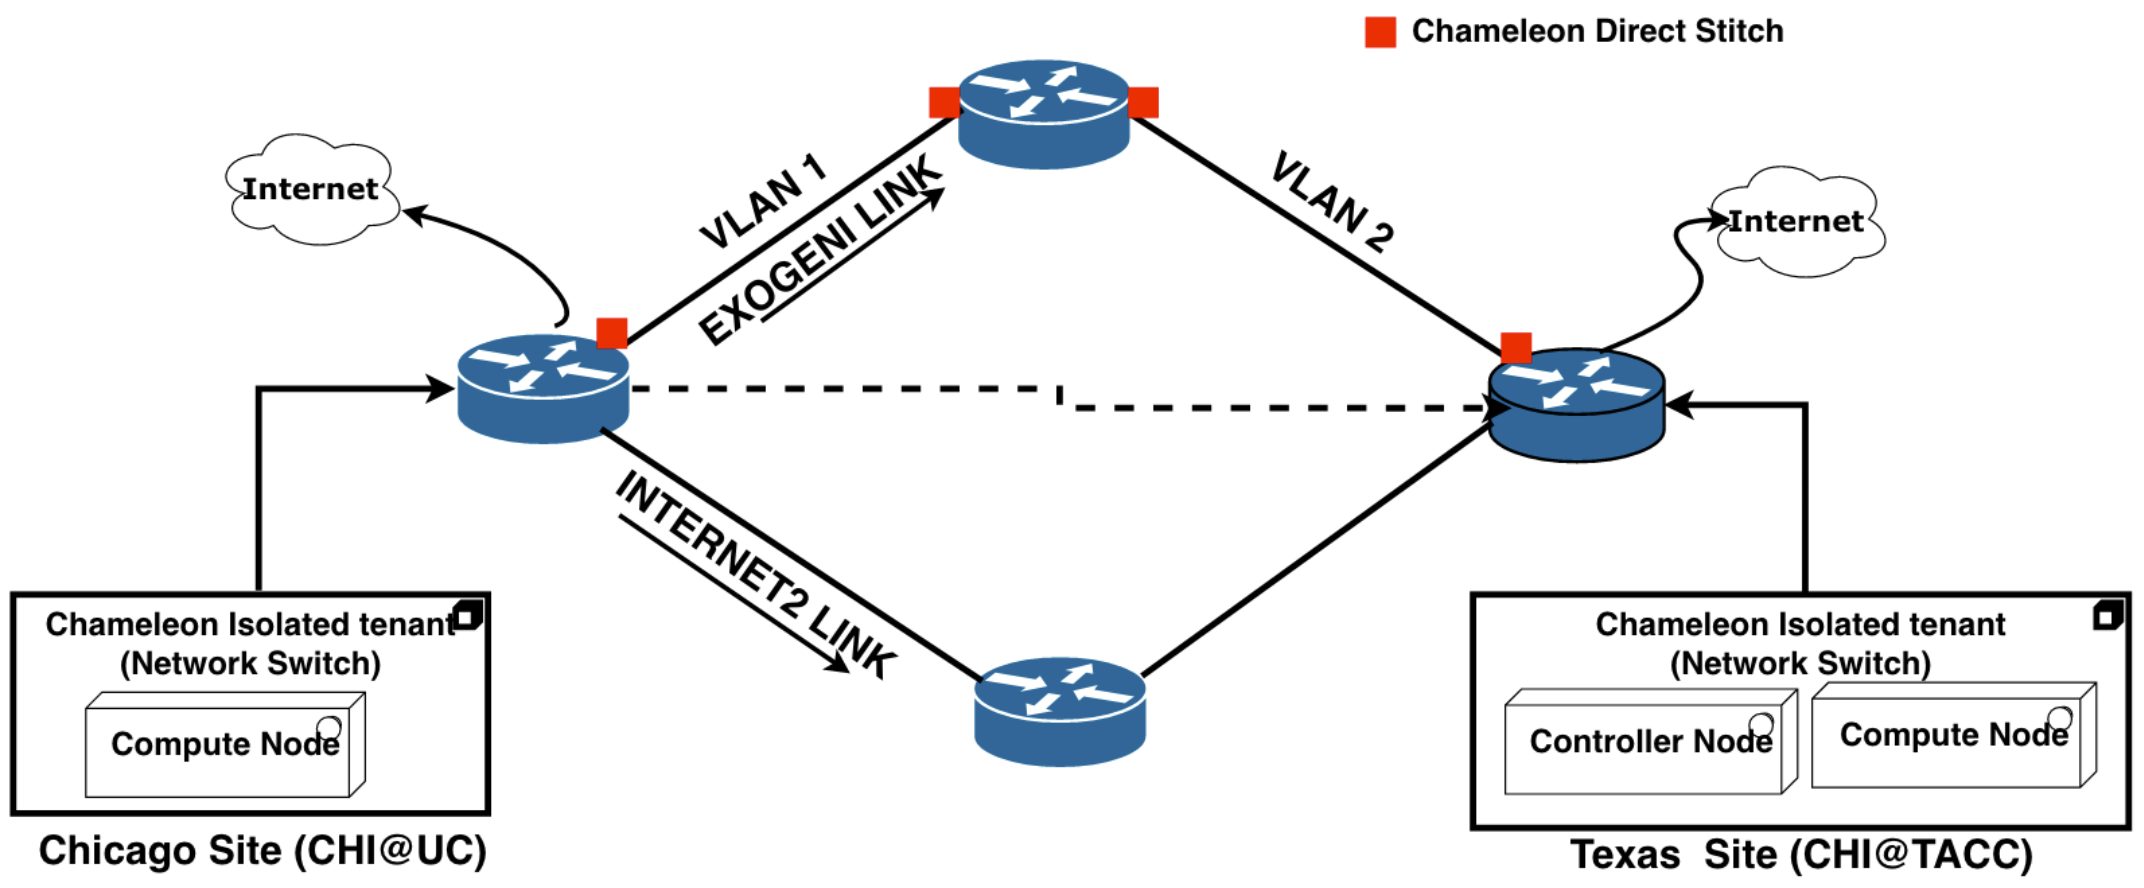 Chameleon Direct Stitch
Internet
VLAN 1
EXOGENI LINK
VLAN 2
Internet
INTERNET2 LINK
Chameleon Isolated tenant
(Network Switch)
Compute Node
Chicago Site (CHI@UC)
Chameleon Isolated tenant
(Network Switch)
Controller Node
Compute Node
Texas Site (CHI@TACC)